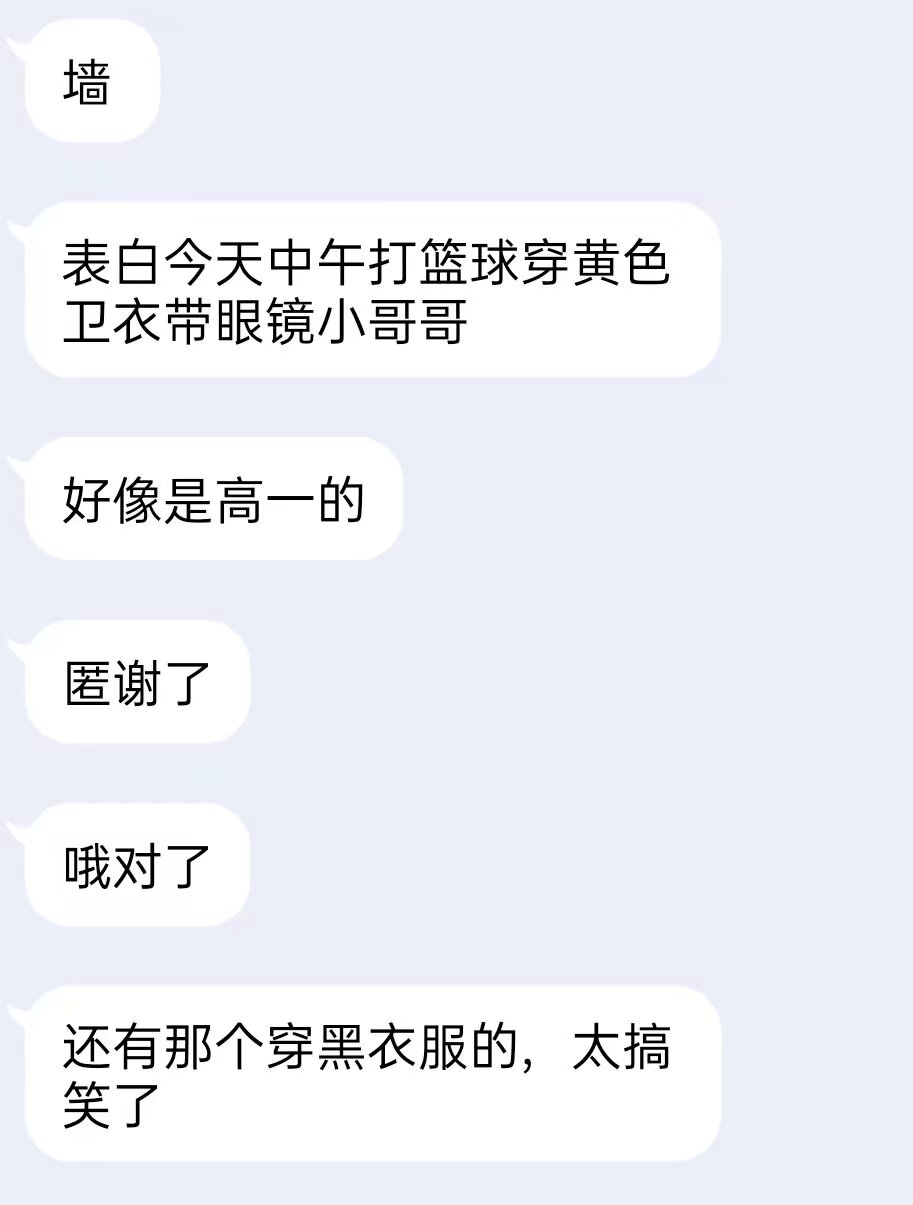 墙
表白今天中午打篮球穿黄色
卫衣带眼镜小哥哥
好像是高一的
匿谢了
哦对了
还有那个穿黑衣服的，太搞
笑了